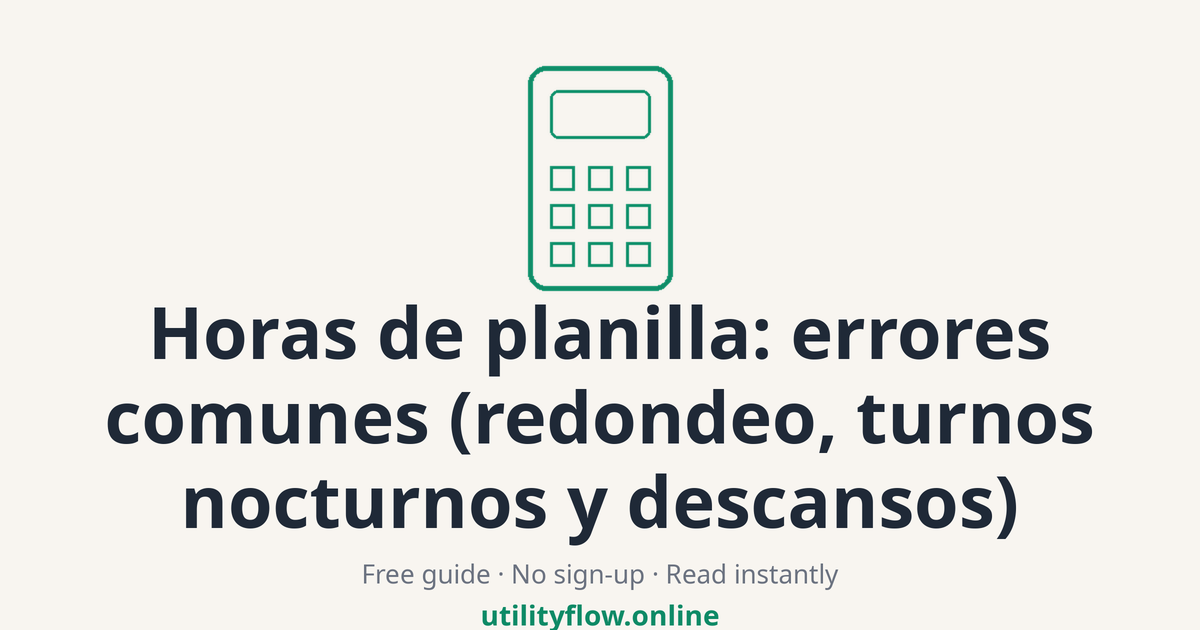 Horas de planilla: errores
comunes (redondeo, turnos
nocturnos y descansos)
Free guide · No sign-up · Read instantly
utilityflow.online